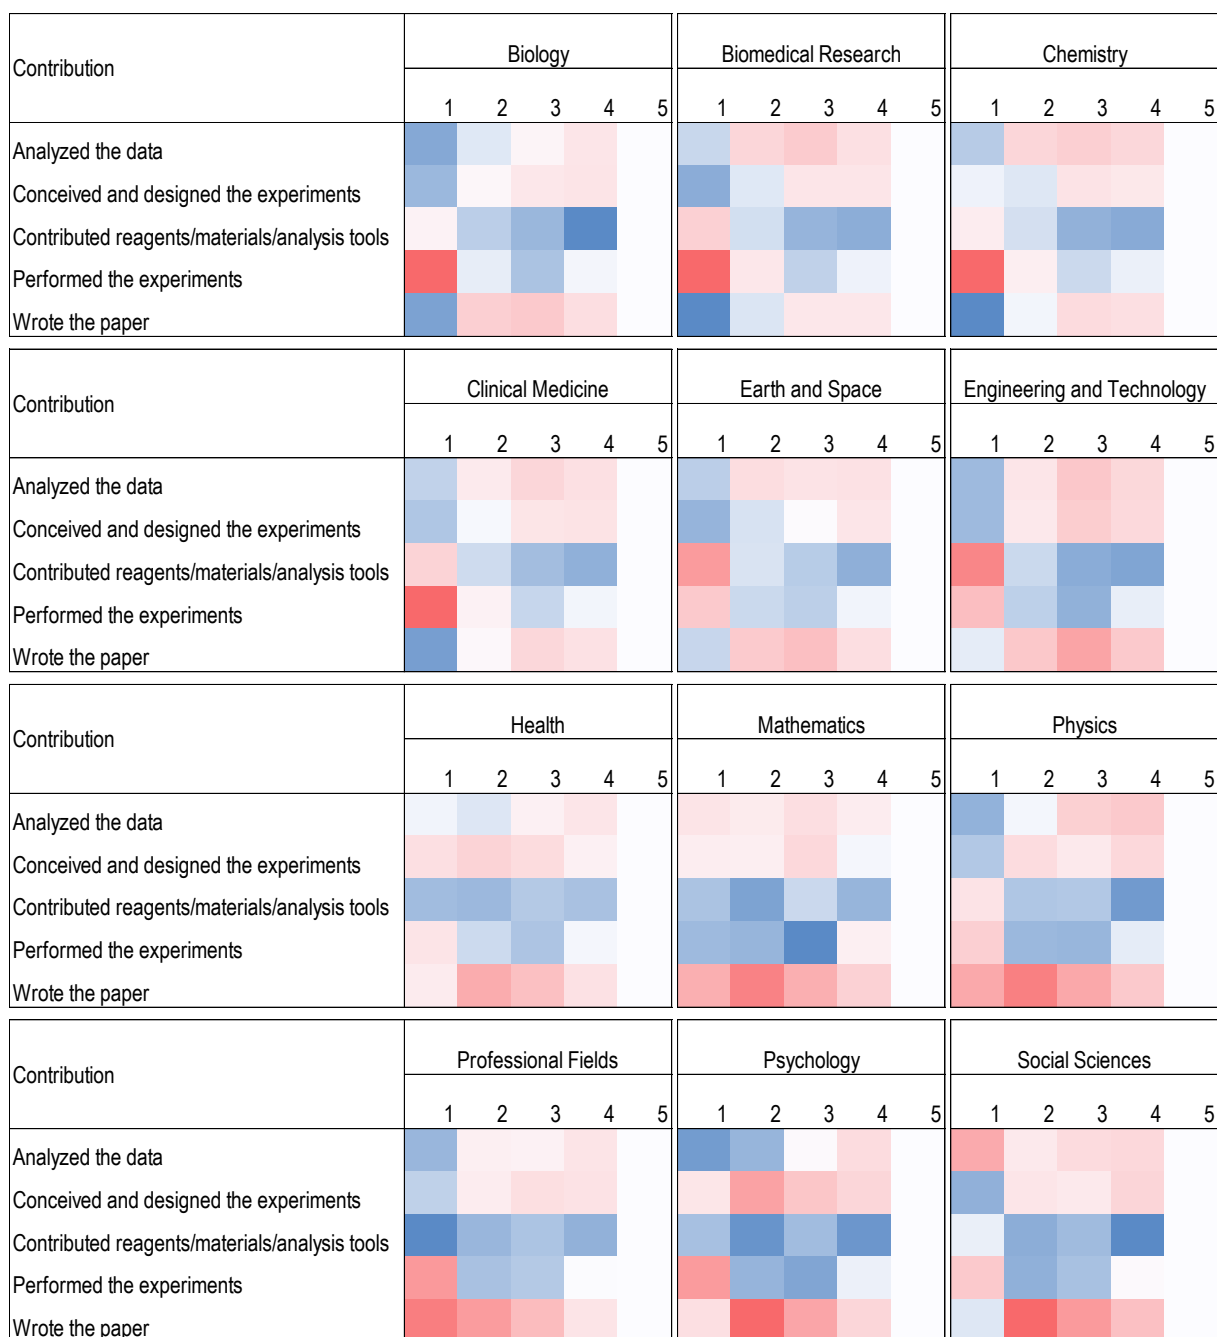 Contribution
Biology Biomedical Research Chemistry
1 2 3 4 5 1 2 3 4 5 1 2 3 4 5
Analyzed the data
Conceived and designed the experiments
Contributed reagents/materials/analysis tools
Performed the experiments
Wrote the paper
Contribution
Clinical Medicine Earth and Space Engineering and Technology
1 2 3 4 5 1 2 3 4 5 1 2 3 4 5
Analyzed the data
Conceived and designed the experiments
Contributed reagents/materials/analysis tools
Performed the experiments
Wrote the paper
Contribution
Health Mathematics Physics
1 2 3 4 5 1 2 3 4 5 1 2 3 4 5
Analyzed the data
Conceived and designed the experiments
Contributed reagents/materials/analysis tools
Performed the experiments
Wrote the paper
Contribution
Professional Fields Psychology Social Sciences
1 2 3 4 5 1 2 3 4 5 1 2 3 4 5
Analyzed the data
Conceived and designed the experiments
Contributed reagents/materials/analysis tools
Performed the experiments
Wrote the paper